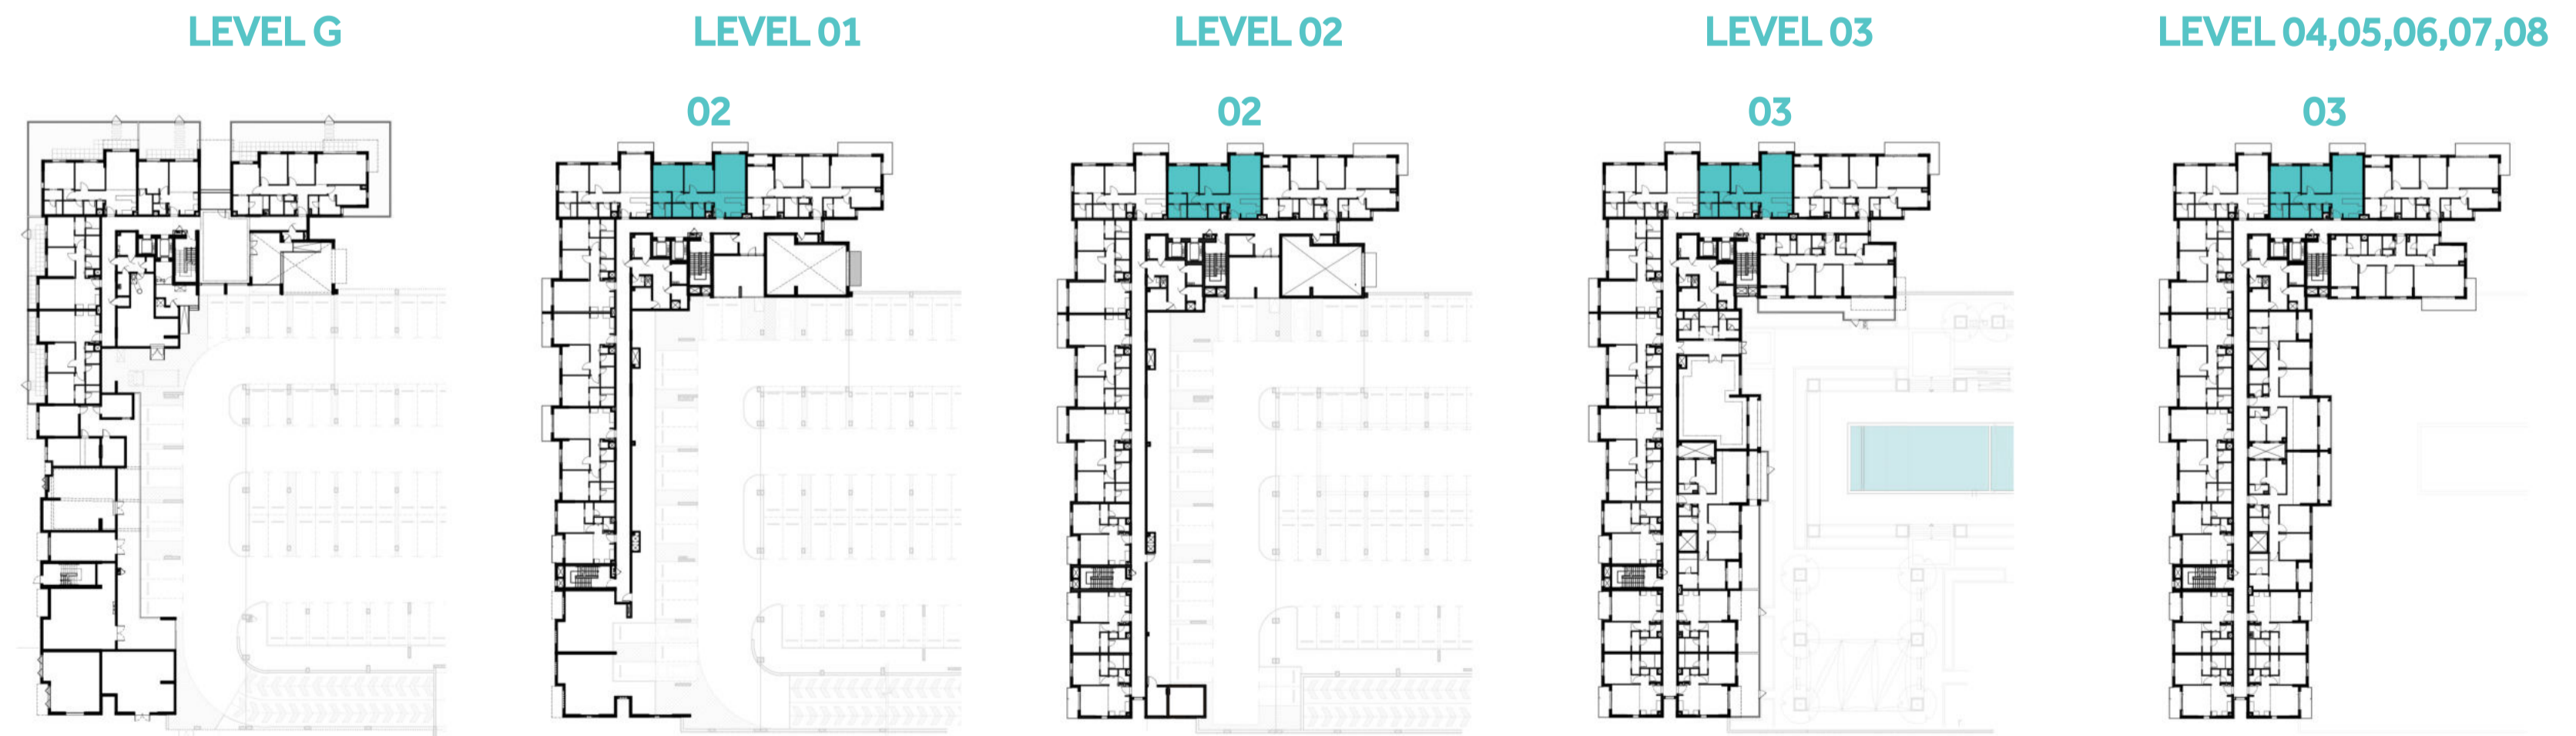 LEVEL G
LEVEL 01
LEVEL 02
LEVEL 03
LEVEL 04,05,06,07,08
02
02
03
03